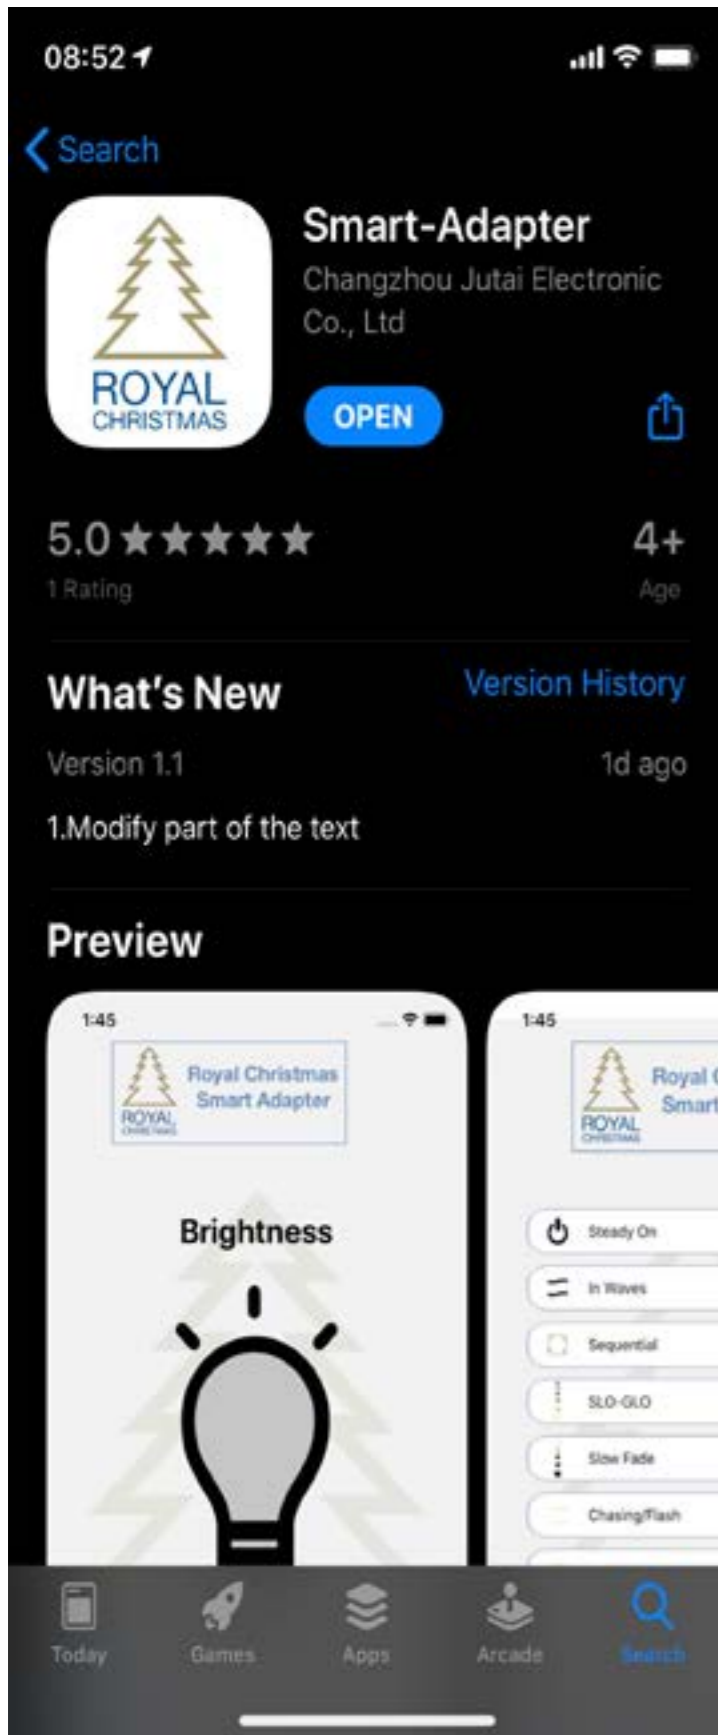 08:52
Search
ROYAL
CHRISTMAS
Smart-Adapter
Changzhou Jutai Electronic
Co., Ltd
OPEN
5.0
4+
1 Rating
Age
What's New
Version History
Version 1.1
1d ago
1.Modify part of the text
Preview
1:45
ROYAL
CHRISTMAS
Royal Christmas
Smart Adapter
Brightness
1:45
ROYAL
CHRISTMAS
Royal C
Smart
Steady On
In Waves
Sequential
SLO-GLO
Slow Fade
Chasing/Flash
Today
Games
Apps
Arcade
Search